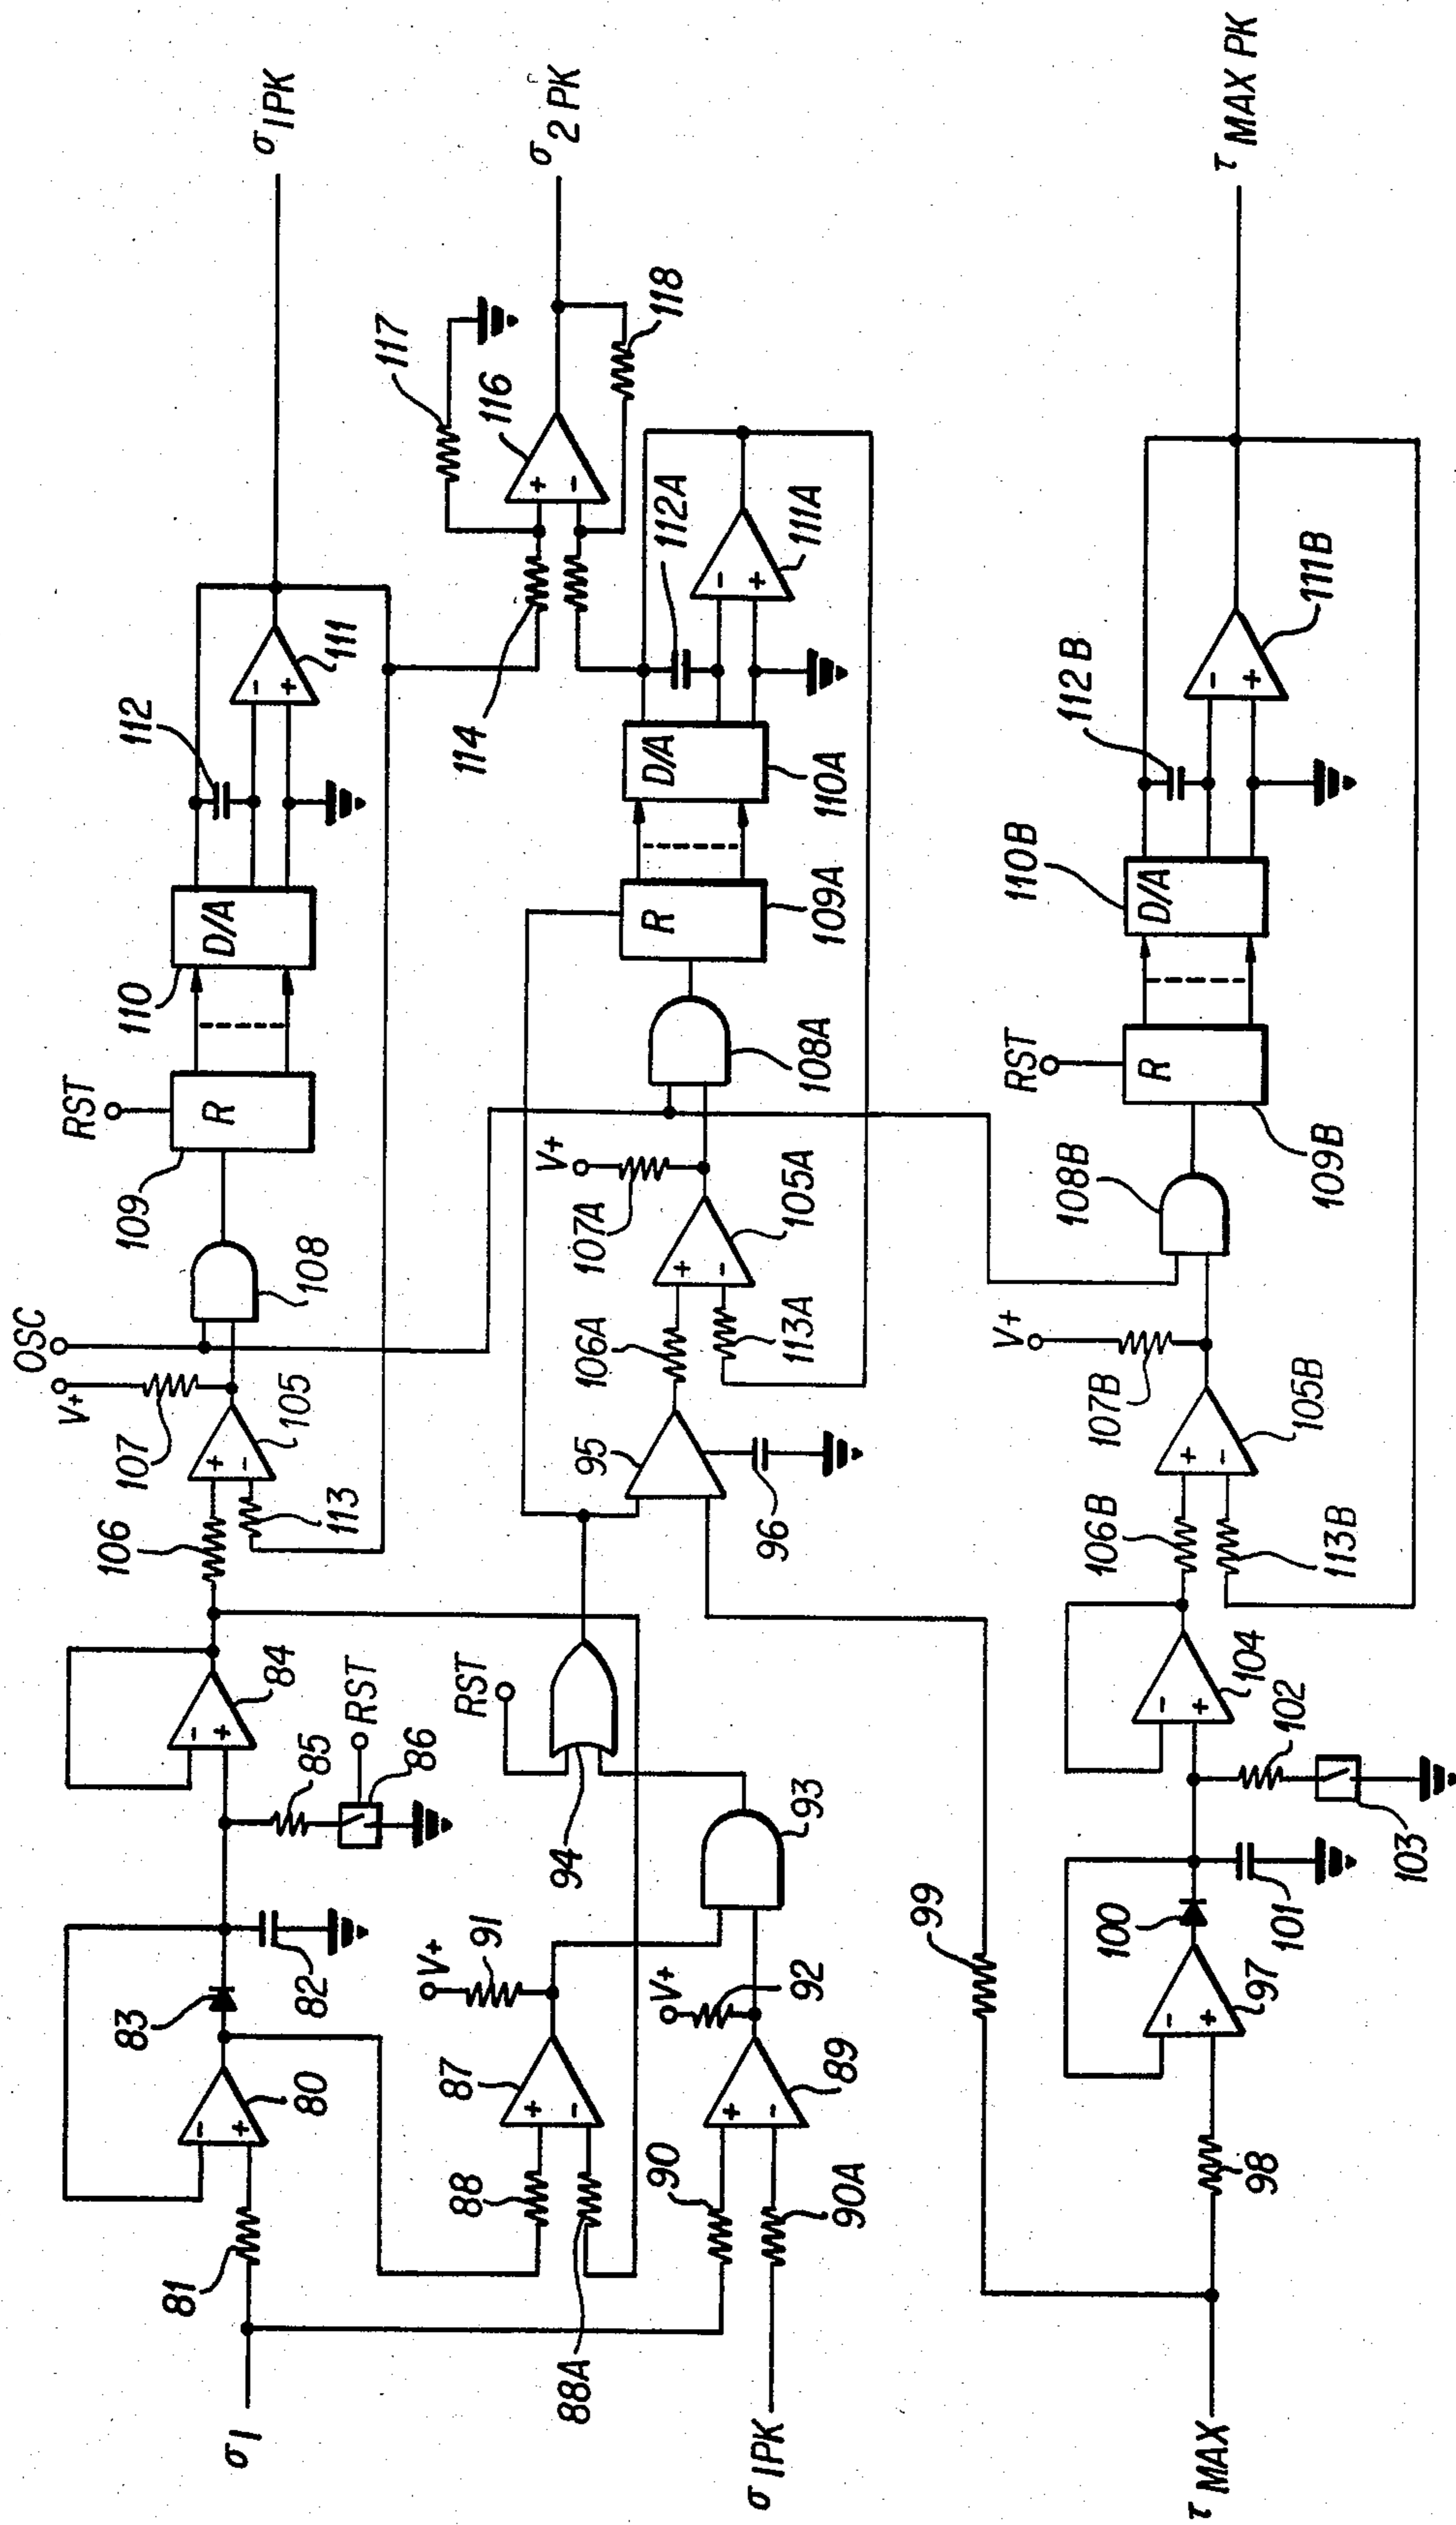 σ1
81
80
83
82
84
85
RST
86
106
113
105
107
V+
OSC
108
109
RST
R
110
D/A
112
-
+
111
σ1PK
88
88A
87
V+
91
90
90A
89
V+
92
σ1PK
93
94
RST
95
96
106A
113A
105A
107A
V+
108A
109A
R
110A
D/A
112A
111A
114
116
117
118
σ2PK
99
τMAX
98
97
100
101
102
103
104
106B
113B
105B
107B
V+
108B
RST
R
109B
D/A
110B
112B
111B
τMAX PK